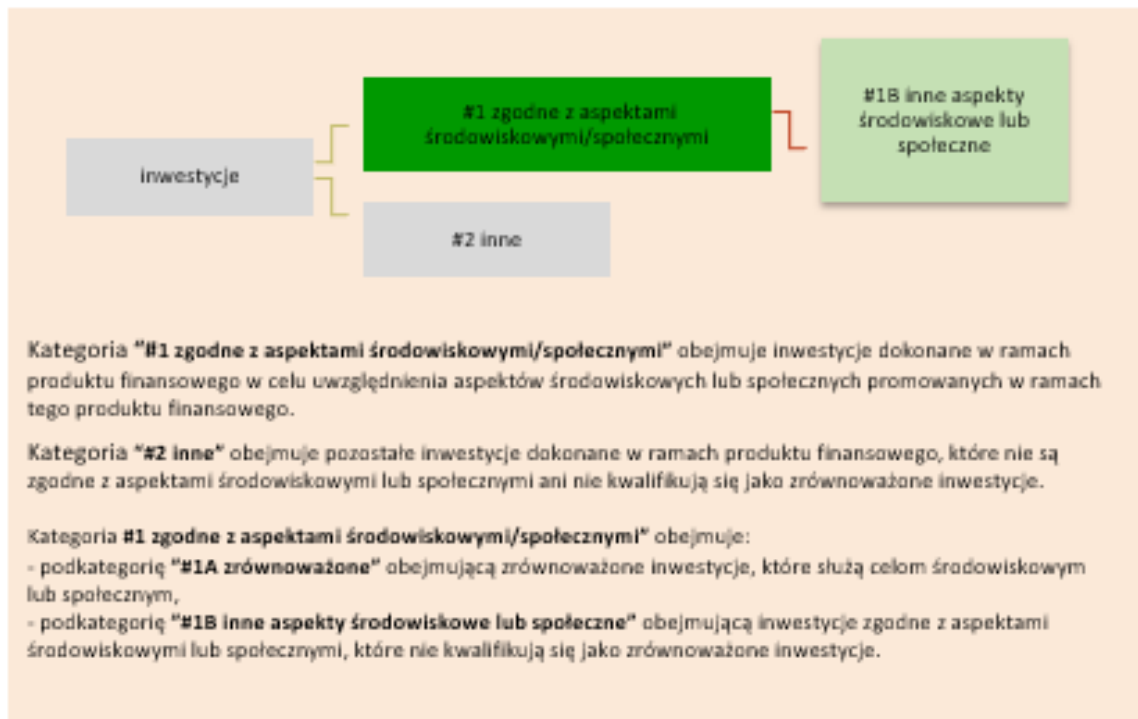 #1 zgodne z aspektami
środowiskowymi/społecznymi
#1B inne aspekty
środowiskowe lub
społeczne
inwestycje
#2 inne
Kategoria "#1 zgodne z aspektami środowiskowymi/społecznymi" obejmuje inwestycje dokonane w ramach
produktu finansowego w celu uwzględnienia aspektów środowiskowych lub społecznych promowanych w ramach
tego produktu finansowego.
Kategoria "#2 inne" obejmuje pozostałe inwestycje dokonane w ramach produktu finansowego, które nie są
zgodne z aspektami środowiskowymi lub społecznymi ani nie kwalifikują się jako zrównoważone inwestycje.
Kategoria #1 zgodne z aspektami środowiskowymi/społecznymi" obejmuje:
- podkategorię "#1A zrównoważone" obejmującą zrównoważone inwestycje, które służą celom środowiskowym
lub społecznym,
- podkategorię "#1B inne aspekty środowiskowe lub społeczne" obejmującą inwestycje zgodne z aspektami
środowiskowymi lub społecznymi, które nie kwalifikują się jako zrównoważone inwestycje.